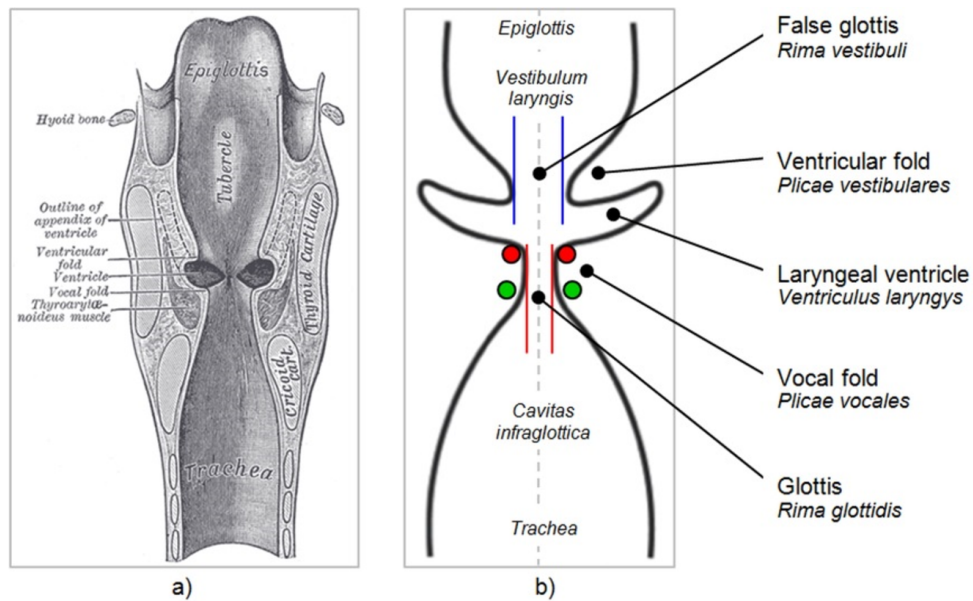 Epiglottis
Hyoid bone
Tubercle
Outline of
appendix of
ventricle
Ventricular
fold
Ventricle
Vocal fold
Thyroarytæ-
noideus muscle
Thyroid Cartilage
Cricoid
cart.
Trachea
a)
Epiglottis
Vestibulum
laryngis
Cavitas
infraglottica
Trachea
b)
False glottis
Rima vestibuli
Ventricular fold
Plicae vestibulares
Laryngeal ventricle
Ventriculus laryngys
Vocal fold
Plicae vocales
Glottis
Rima glottidis